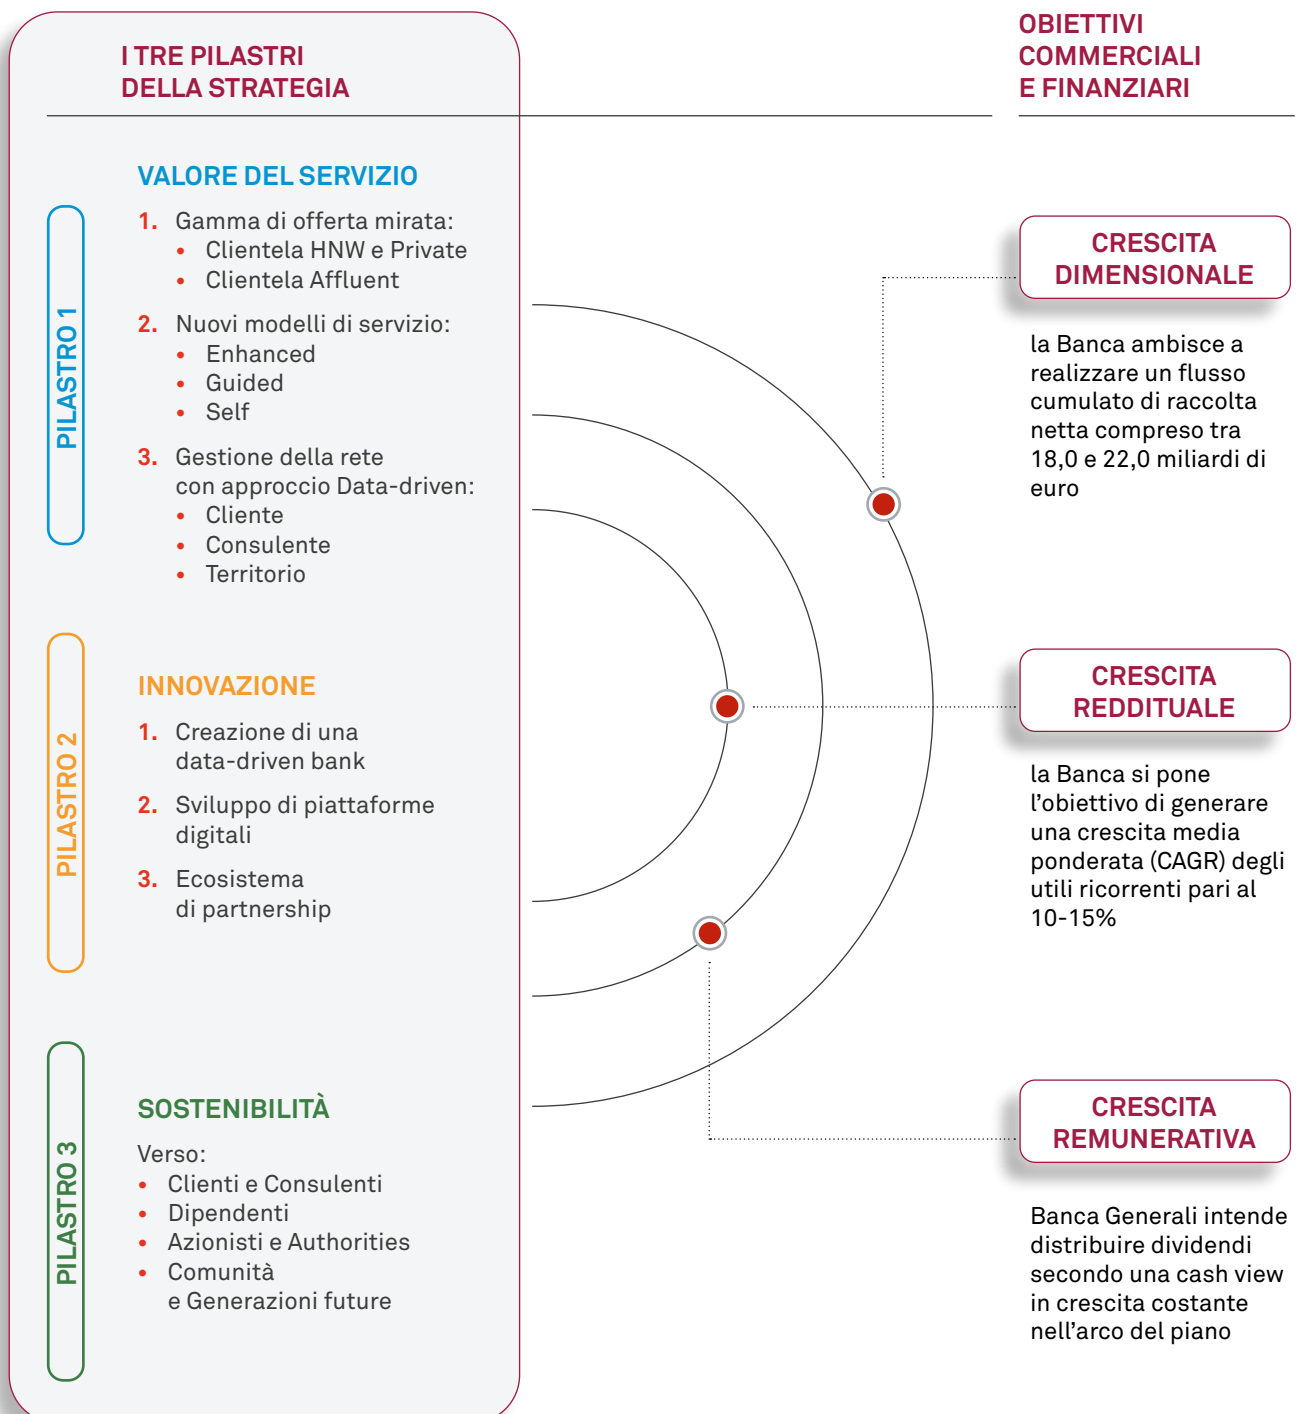 I TRE PILASTRI
DELLA STRATEGIA
PILASTRO 1
VALORE DEL SERVIZIO
1. Gamma di offerta mirata:
• Clientela HNW e Private
• Clientela Affluent
2. Nuovi modelli di servizio:
• Enhanced
• Guided
• Self
3. Gestione della rete
con approccio Data-driven:
• Cliente
• Consulente
• Territorio
PILASTRO 2
INNOVAZIONE
1. Creazione di una
data-driven bank
2. Sviluppo di piattaforme
digitali
3. Ecosistema
di partnership
PILASTRO 3
SOSTENIBILITÀ
Verso:
• Clienti e Consulenti
• Dipendenti
• Azionisti e Authorities
• Comunità
e Generazioni future
OBIETTIVI
COMMERCIALI
E FINANZIARI
CRESCITA
DIMENSIONALE
la Banca ambisce a
realizzare un flusso
cumulato di raccolta
netta compreso tra
18,0 e 22,0 miliardi di
euro
CRESCITA
REDDITUALE
la Banca si pone
l’obiettivo di generare
una crescita media
ponderata (CAGR) degli
utili ricorrenti pari al
10-15%
CRESCITA
REMUNERATIVA
Banca Generali intende
distribuire dividendi
secondo una cash view
in crescita costante
nell’arco del piano